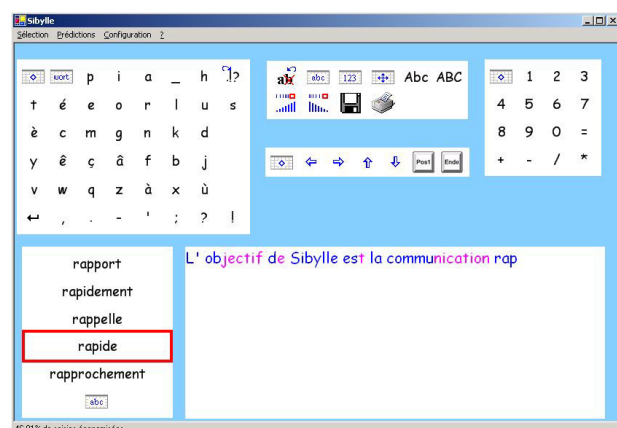 Sibylle
Sélection Prédictions Configuration ?
wort p i a _ h .!?
t é e o r l u s
è c m g n k d
y ê ç â f b j
v w q z à x ù
↵ , . - ' ; ? !
ab abc 123 Abc ABC
Pos1 Ende
1 2 3
4 5 6 7
8 9 0 =
+ - / *
rapport
rapidement
rappelle
rapide
rapprochement
abc
L' objectif de Sibylle est la communication rap